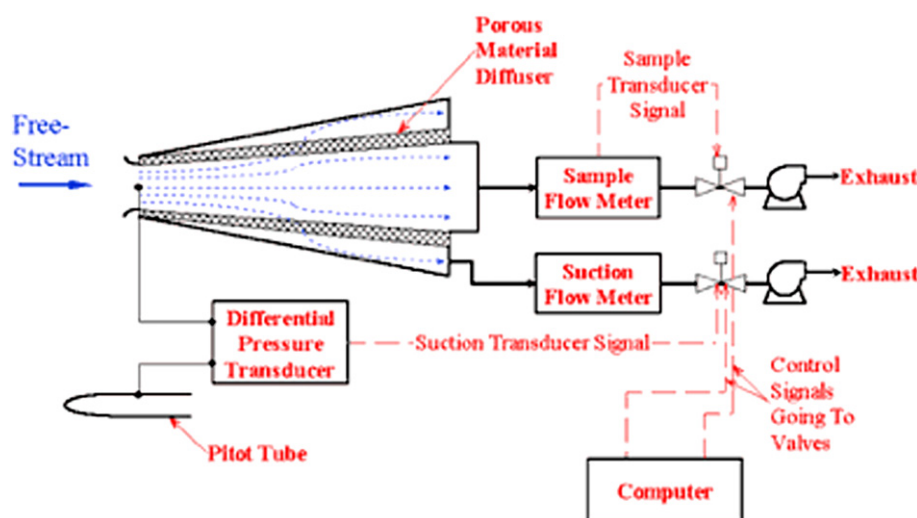 Porous
Material
Diffuser
Sample
Transducer
Signal
Free-
Stream
Sample
Flow Meter
Exhaust
Suction
Flow Meter
Exhaust
Differential
Pressure
Transducer
Suction Transducer Signal
Control
Signals
Going To
Valves
Pitot Tube
Computer